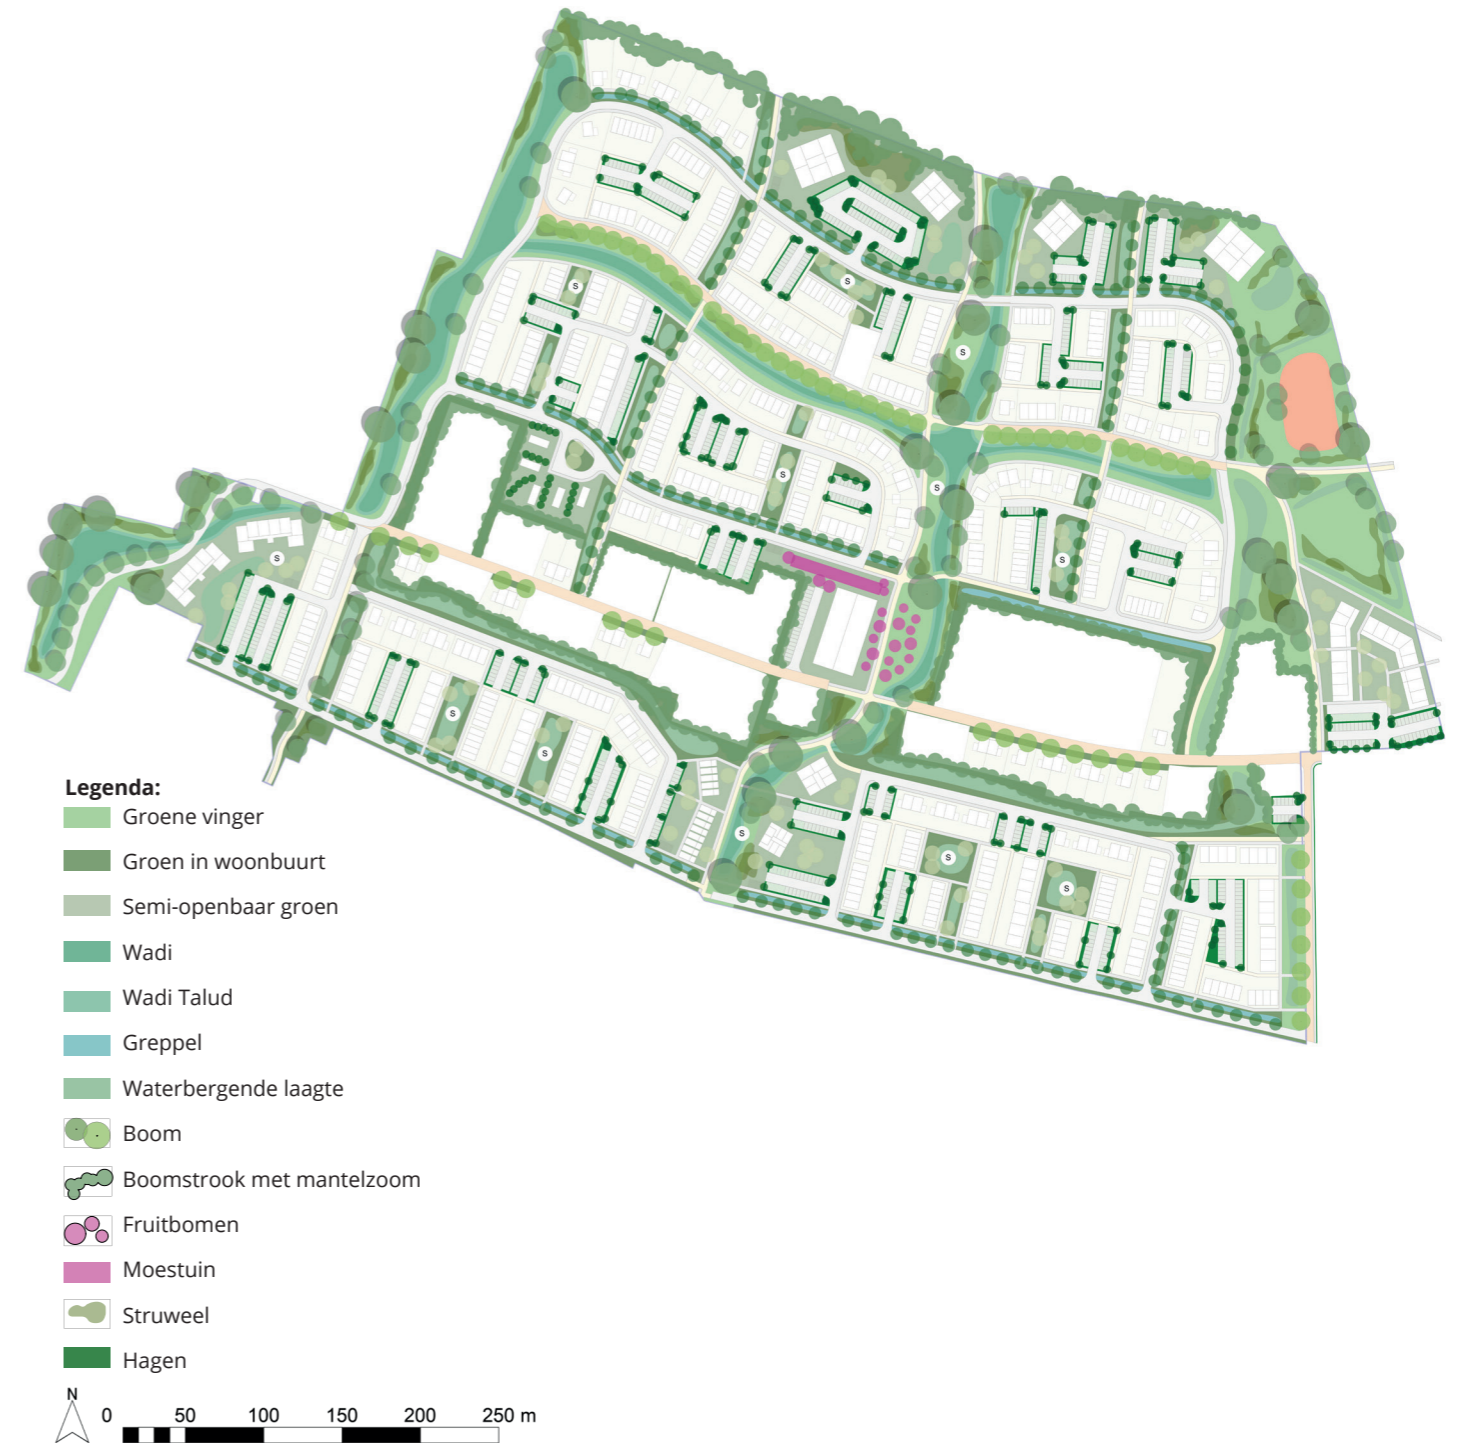 S
S
S
S
S
S
S
S
S
S
S
S
S
Legenda:
Groene vinger
Groen in woonbuurt
Semi-openbaar groen
Wadi
Wadi Talud
Greppel
Waterbergende laagte
Boom
Boomstrook met mantelzoom
Fruitbomen
Moestuin
Struweel
Hagen
N
0 50 100 150 200 250 m